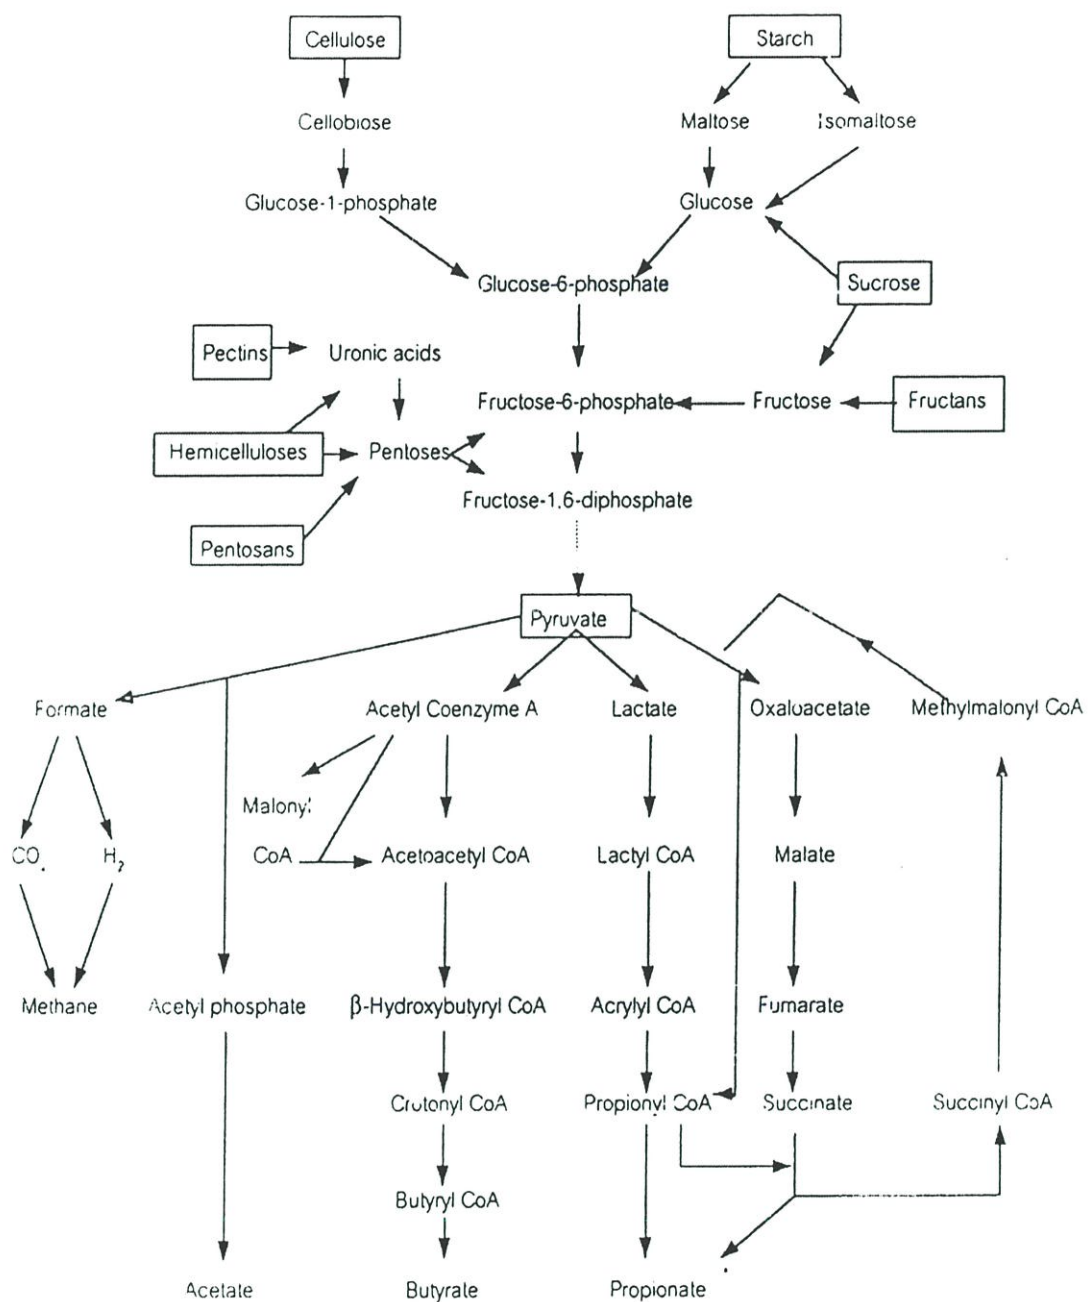 Cellulose
Starch
Cellobiose
Maltose
Isomaltose
Glucose-1-phosphate
Glucose
Glucose-6-phosphate
Sucrose
Pectins
Uronic acids
Fructose-6-phosphate
Fructose
Fructans
Hemicelluloses
Pentoses
Fructose-1,6-diphosphate
Pentosans
Pyruvate
Formate
Acetyl Coenzyme A
Lactate
Oxaloacetate
Methylmalonyl CoA
Malonyl
CO
H₂
CoA
Acetoacetyl CoA
Lactyl CoA
Malate
Methane
Acetyl phosphate
β-Hydroxybutyryl CoA
Acrylyl CoA
Fumarate
Crotonyl CoA
Propionyl CoA
Succinate
Succinyl CoA
Butyryl CoA
Acetate
Butyrate
Propionate